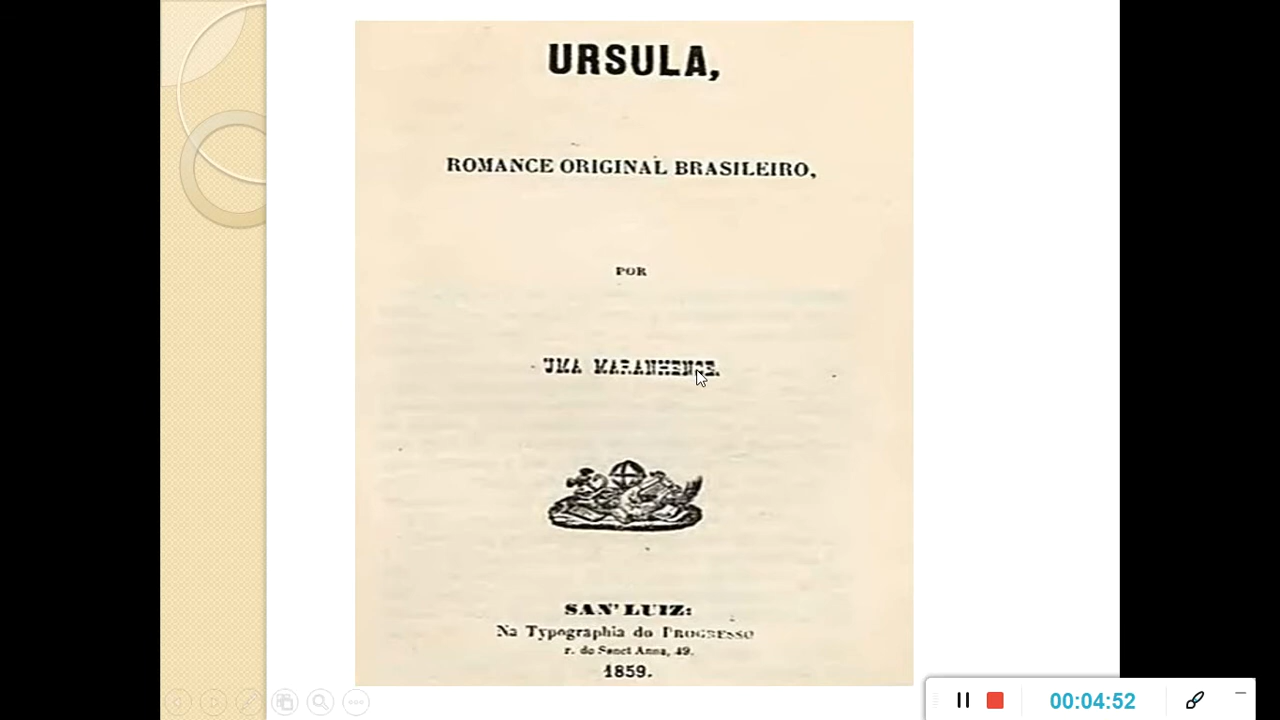 URSULA,
ROMANCE ORIGINAL BRASILEIRO,
POR
UMA MARANHENSE.
SAN' LUIZ:
Na Typographia do PROGRESSO
r. de Sanct Anna, 49.
1859.
00:04:52